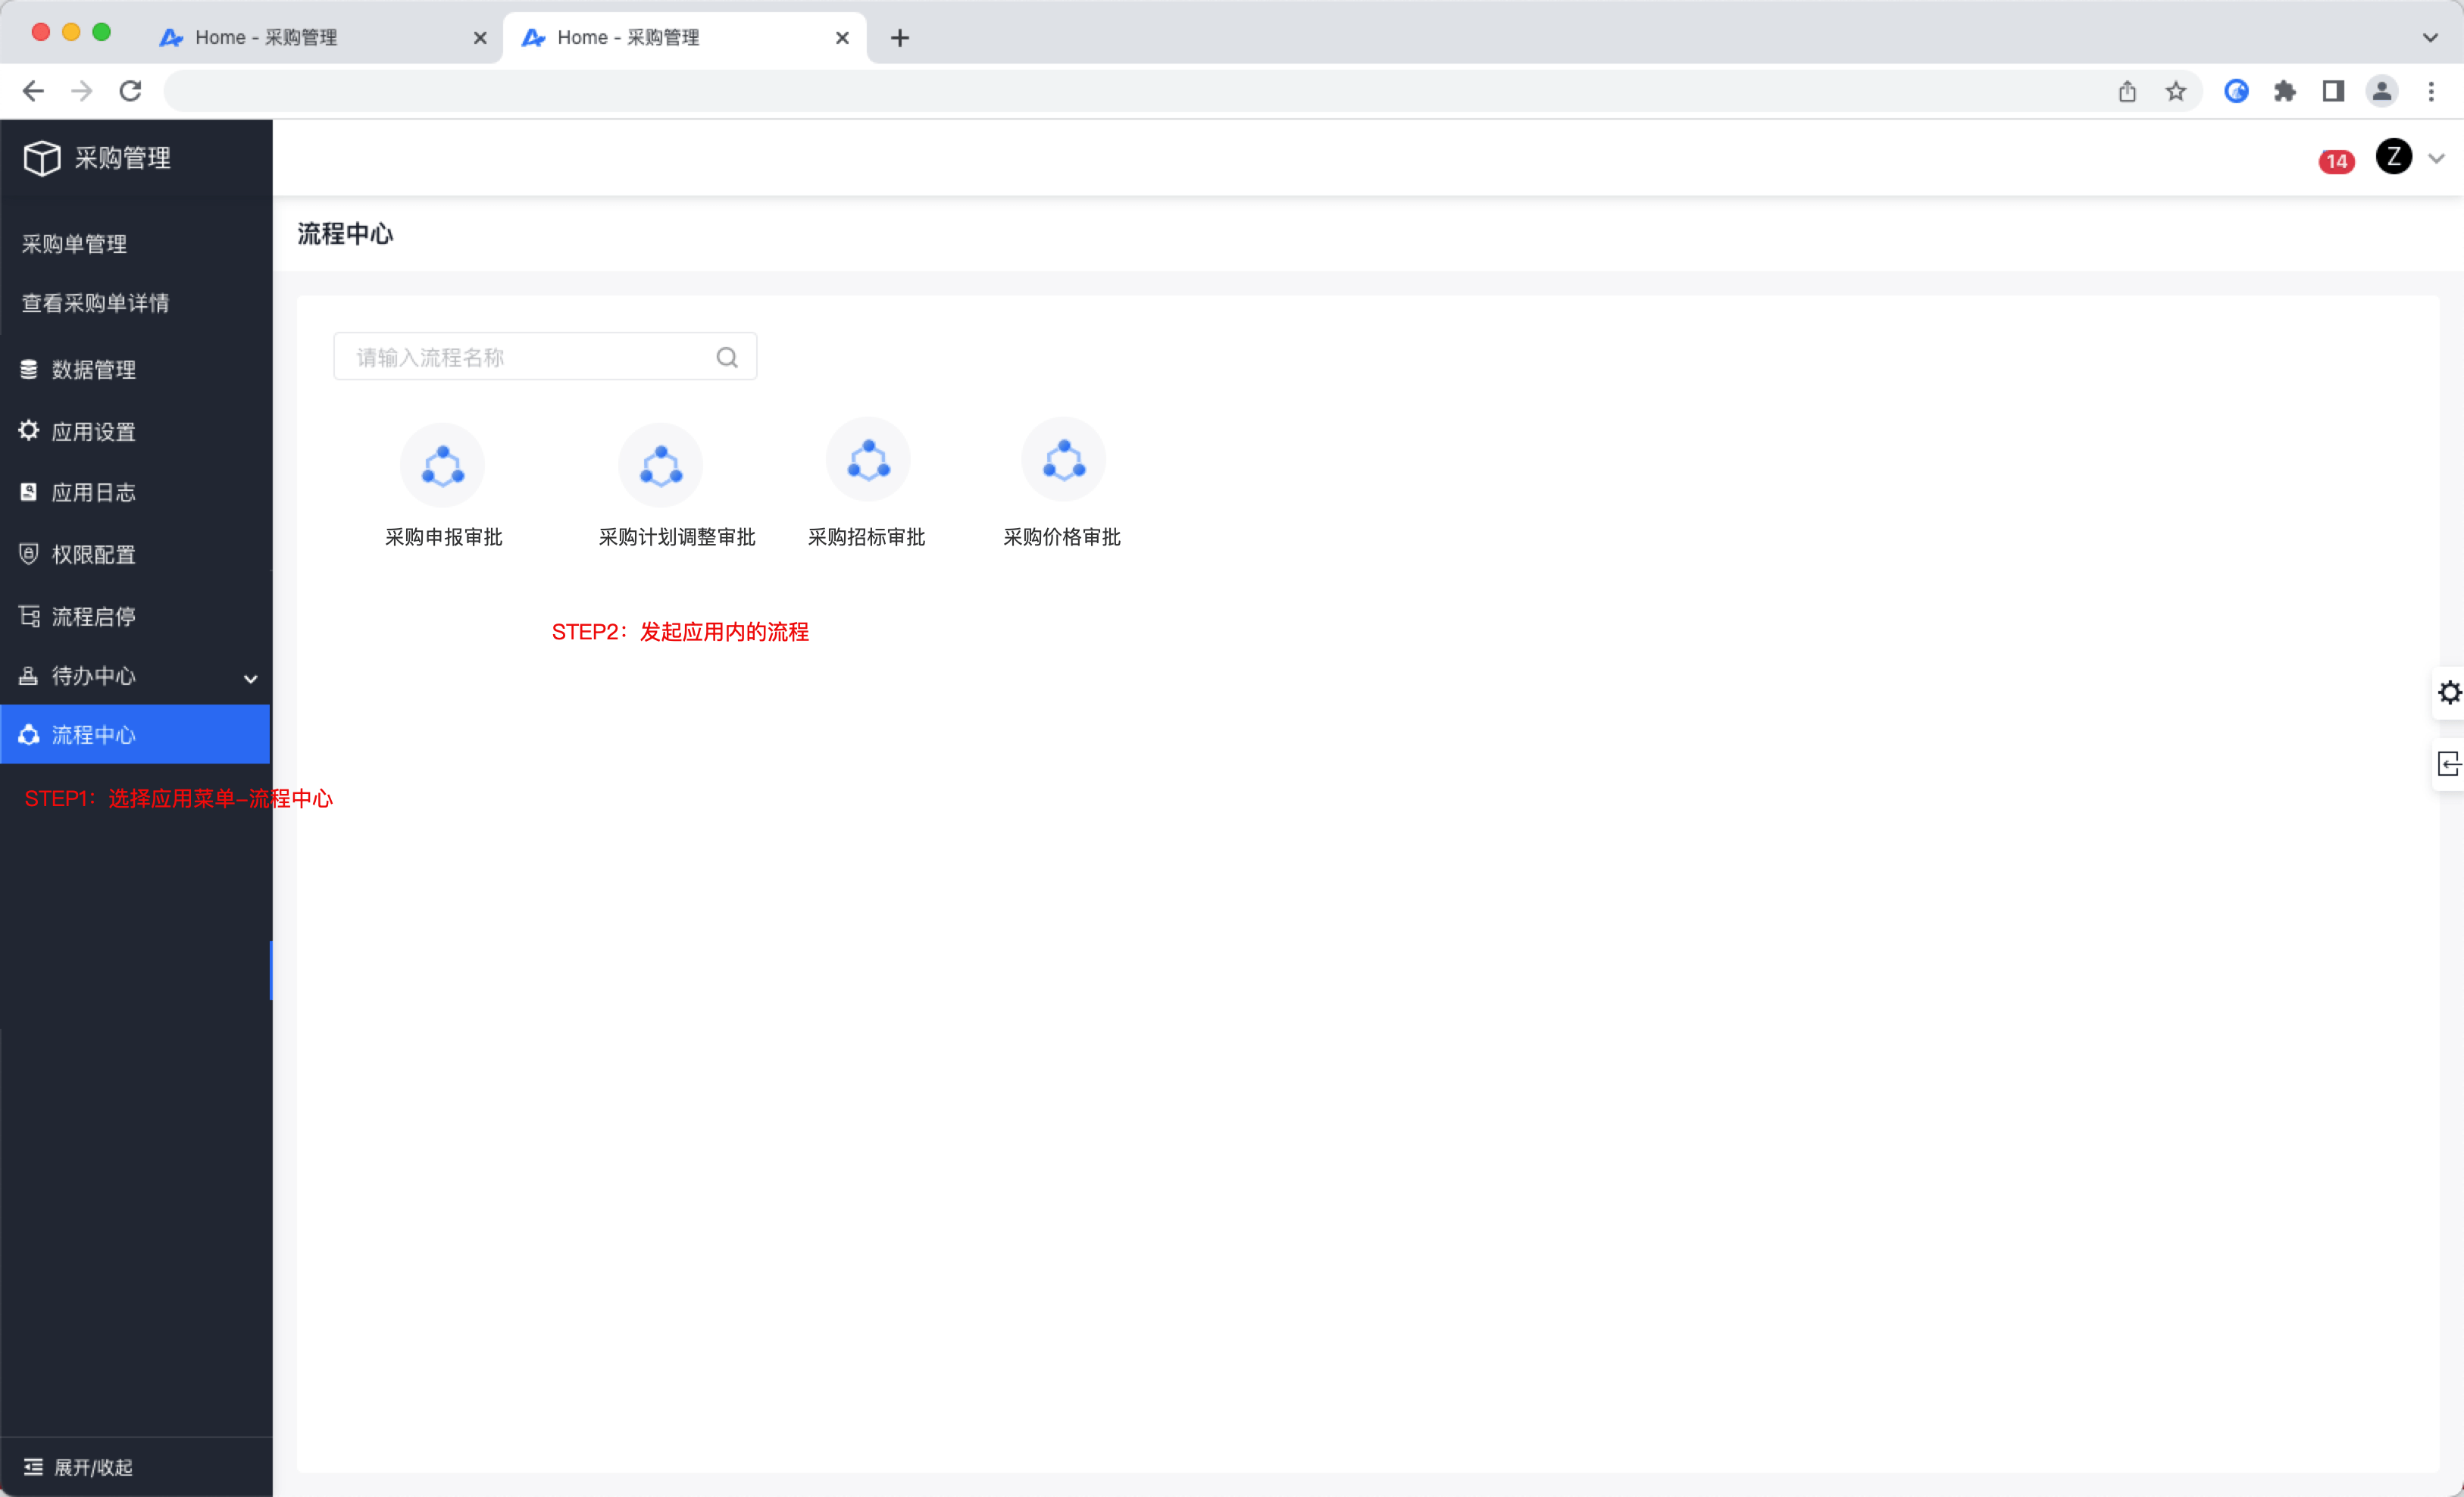 Home - 采购管理
Home - 采购管理
采购管理
14
Z
采购单管理
查看采购单详情
数据管理
应用设置
应用日志
权限配置
流程启停
待办中心
流程中心
STEP1：选择应用菜单–流程中心
展开/收起
流程中心
请输入流程名称
采购申报审批
采购计划调整审批
采购招标审批
采购价格审批
STEP2：发起应用内的流程